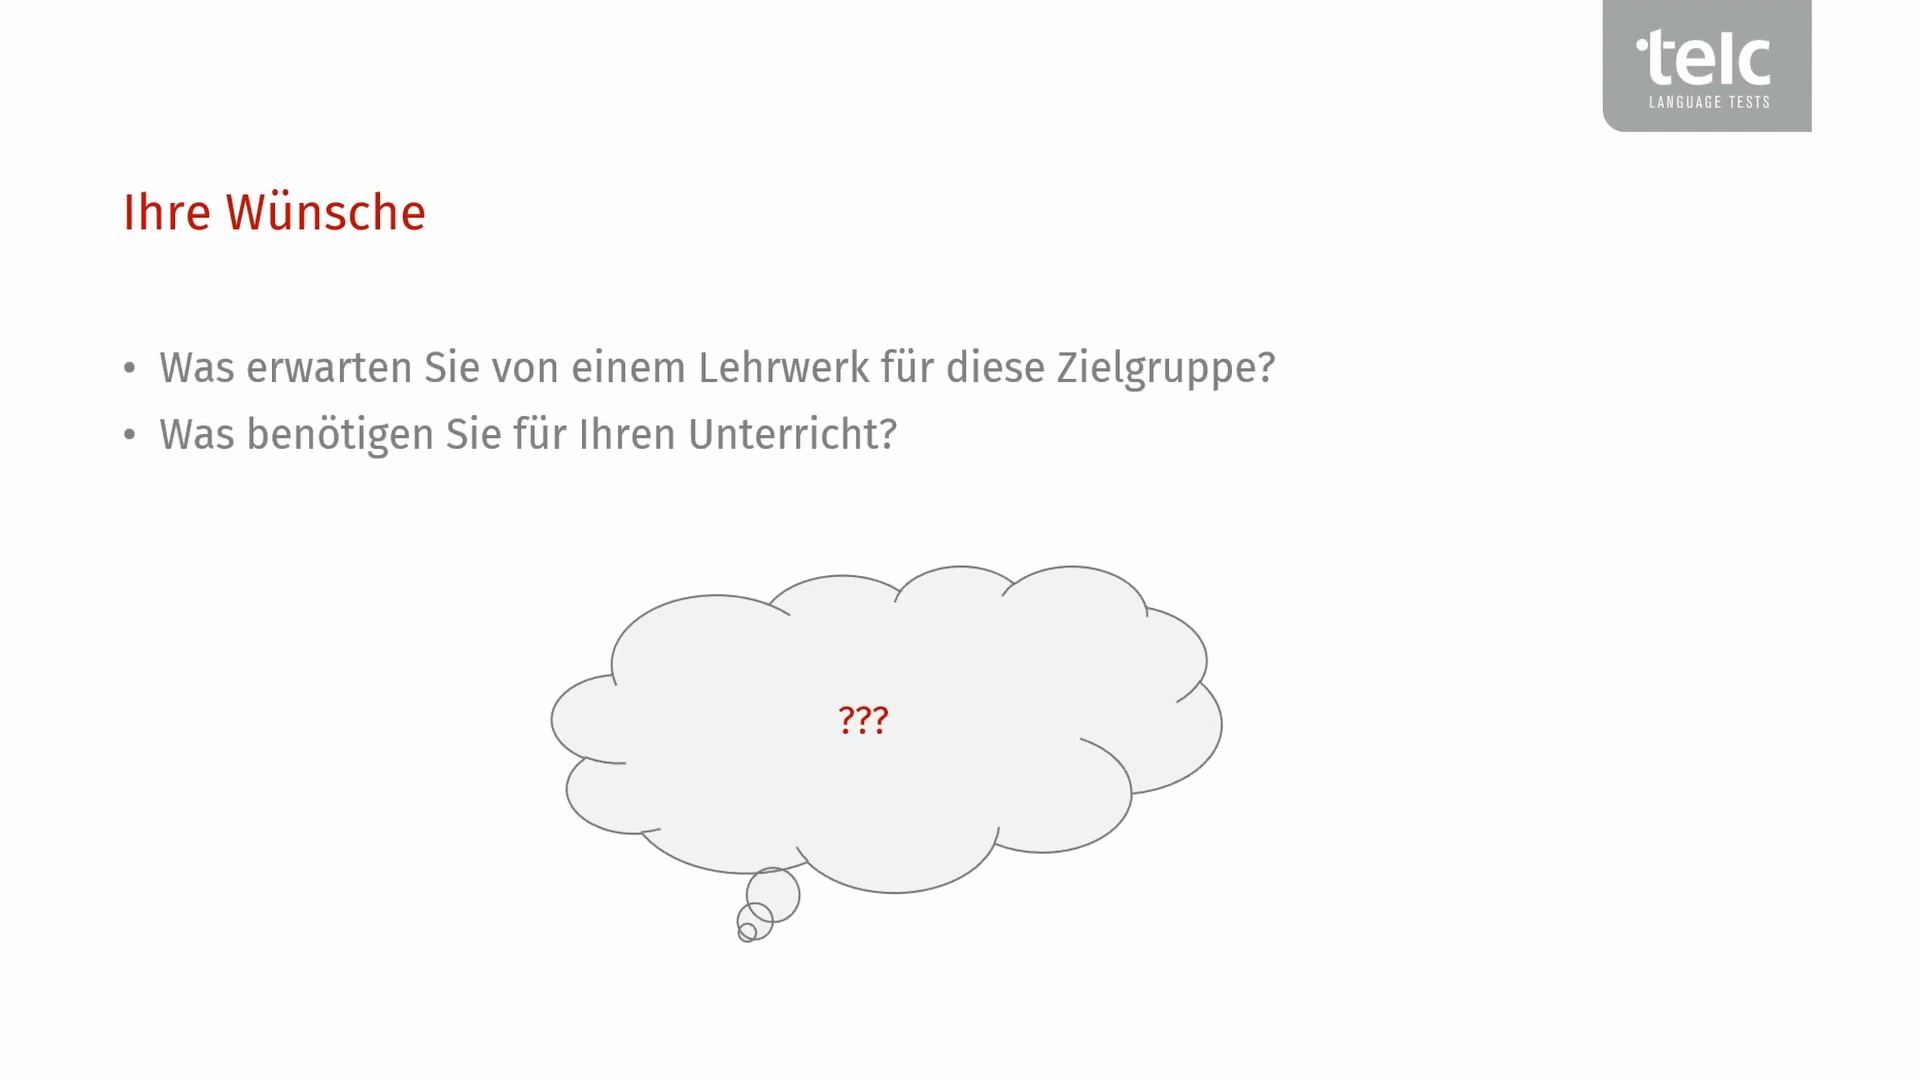 telc
LANGUAGE TESTS
Ihre Wünsche
• Was erwarten Sie von einem Lehrwerk für diese Zielgruppe?
• Was benötigen Sie für Ihren Unterricht?
???